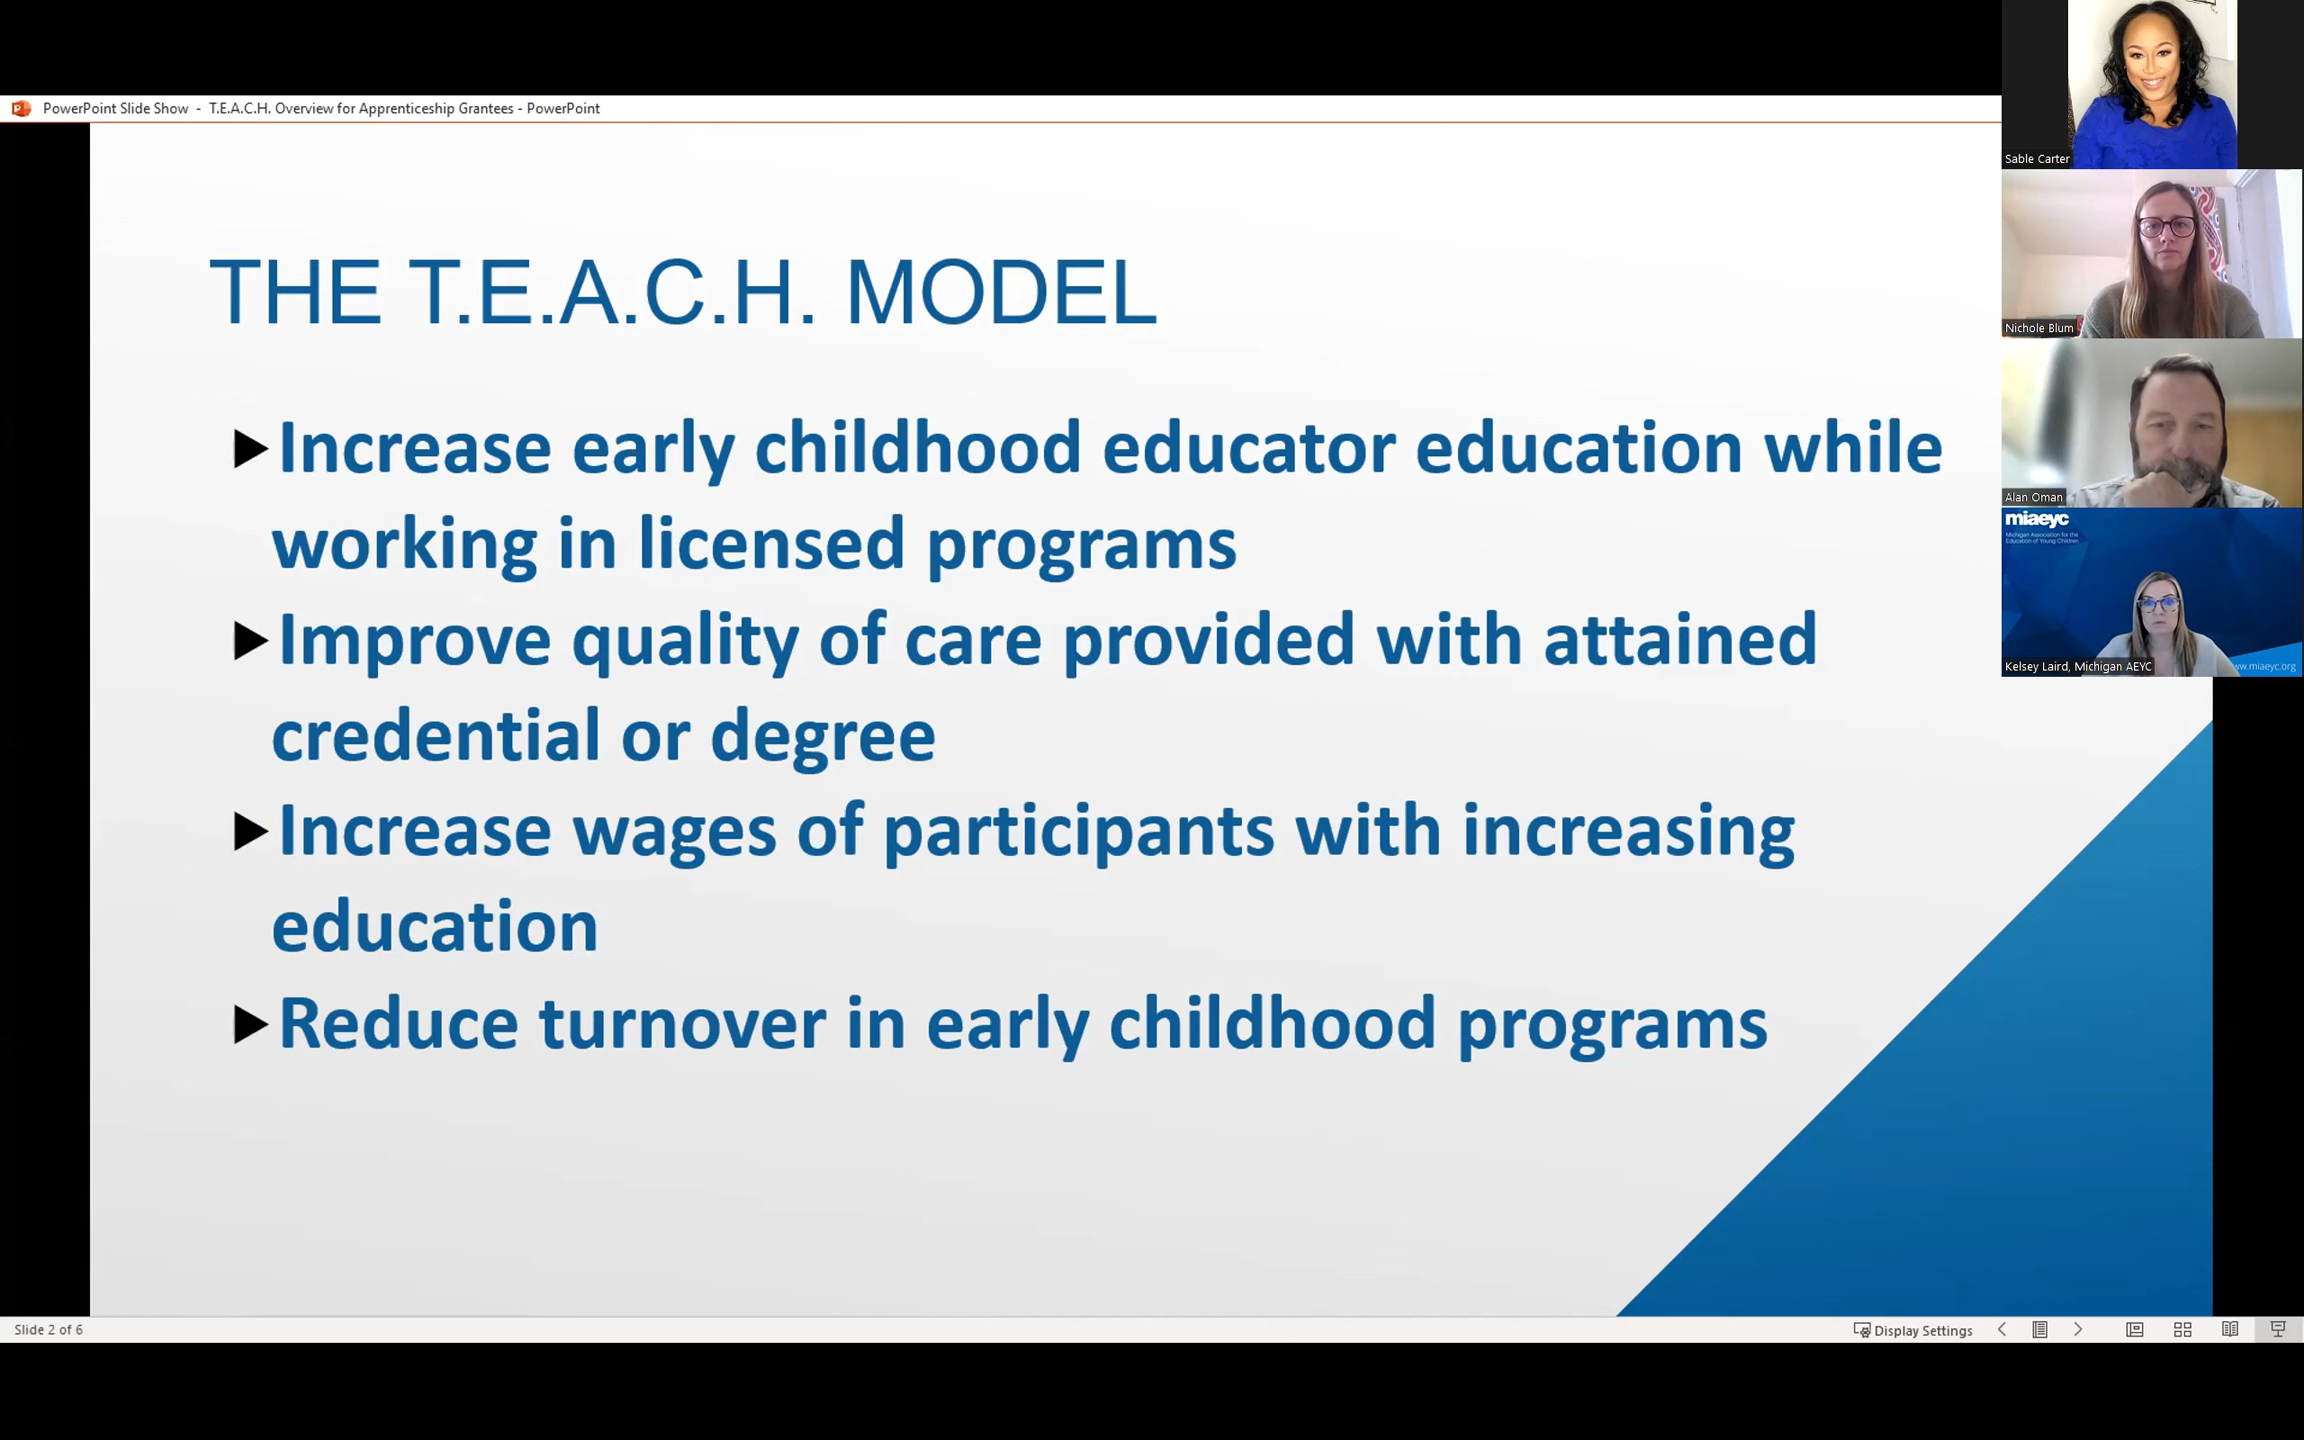 PowerPoint Slide Show - T.E.A.C.H. Overview for Apprenticeship Grantees - PowerPoint
THE T.E.A.C.H. MODEL
Increase early childhood educator education while
working in licensed programs
Improve quality of care provided with attained
credential or degree
Increase wages of participants with increasing
education
Reduce turnover in early childhood programs
Sable Carter
Nichole Blum
Alan Oman
miaeyc
Michigan Association for the
Education of Young Children
Kelsey Laird, Michigan AEYC
ww.miaeyc.org
Slide 2 of 6
Display Settings